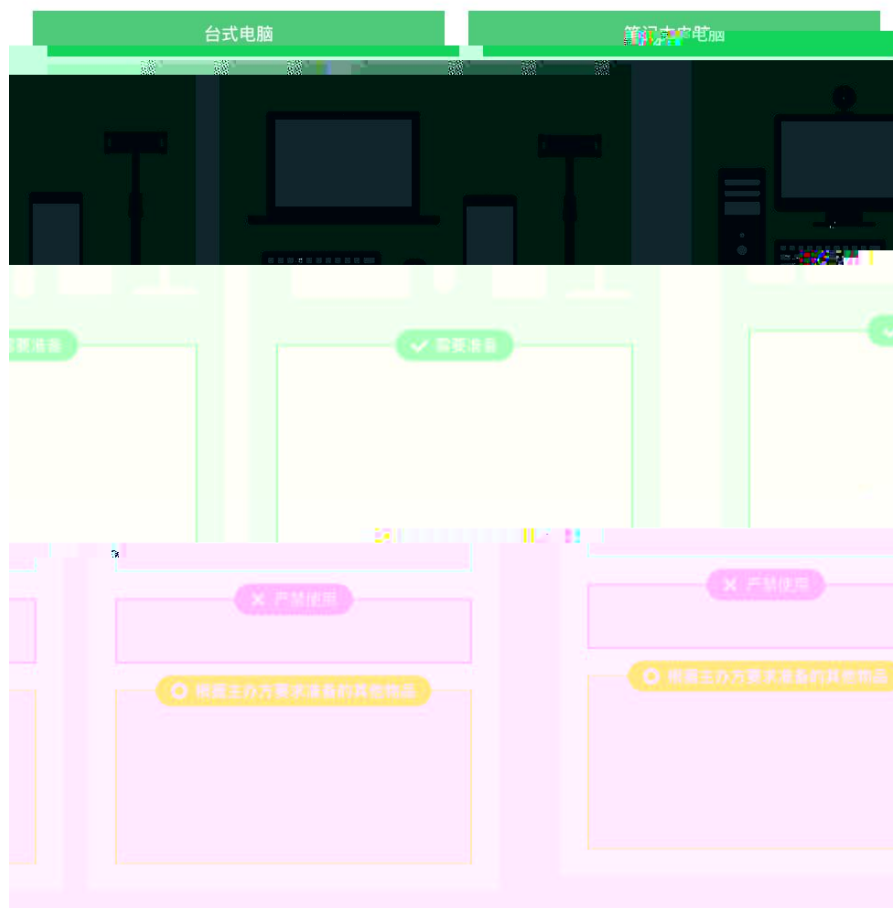 台式电脑
笔记本电脑
需要准备
需要准备
严禁使用
严禁使用
根据主办方要求准备的其他物品
根据主办方要求准备的其他物品